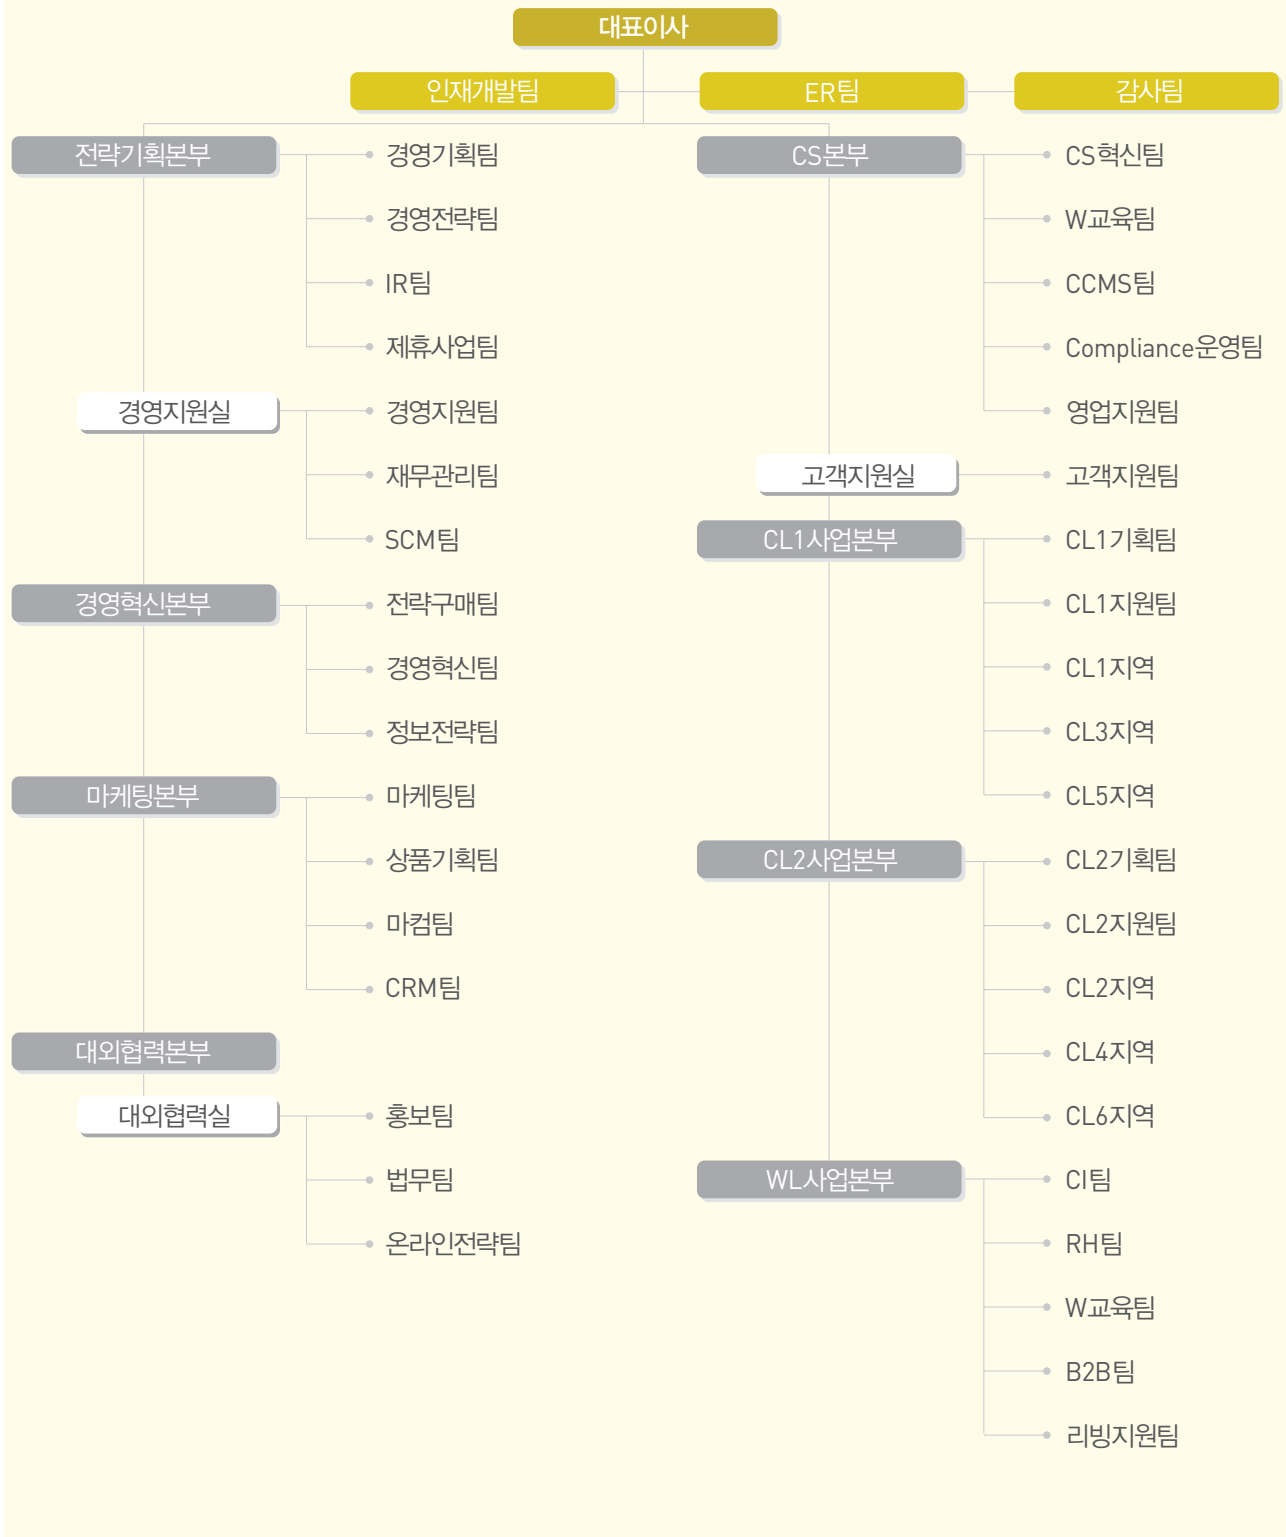 대표이사
인재개발팀
ER팀
감사팀
전략기획본부
경영기획팀
경영전략팀
IR팀
제휴사업팀
경영지원실
경영지원팀
재무관리팀
SCM팀
경영혁신본부
전략구매팀
경영혁신팀
정보전략팀
마케팅본부
마케팅팀
상품기획팀
마컴팀
CRM팀
대외협력본부
대외협력실
홍보팀
법무팀
온라인전략팀
CS본부
CS혁신팀
W교육팀
CCMS팀
Compliance운영팀
영업지원팀
고객지원실
고객지원팀
CL1사업본부
CL1기획팀
CL1지원팀
CL1지역
CL3지역
CL5지역
CL2사업본부
CL2기획팀
CL2지원팀
CL2지역
CL4지역
CL6지역
WL사업본부
CI팀
RH팀
W교육팀
B2B팀
리빙지원팀